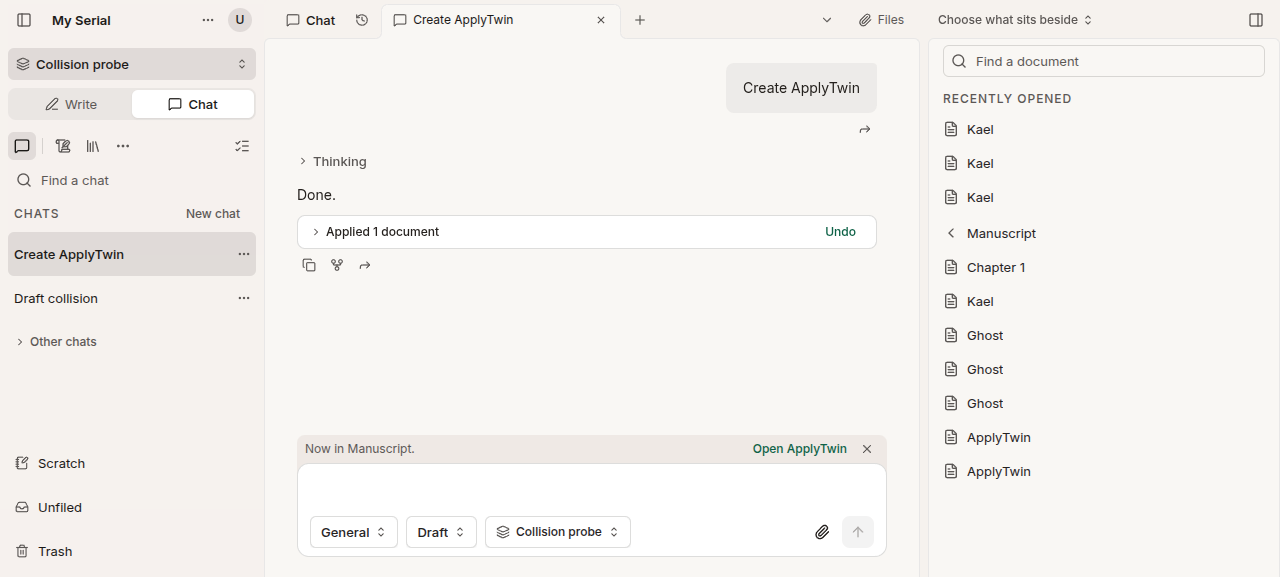 My Serial
U
Collision probe
Write
Chat
Find a chat
CHATS
New chat
Create ApplyTwin
Draft collision
Other chats
Scratch
Unfiled
Trash
Chat
Create ApplyTwin
Files
Create ApplyTwin
Thinking
Done.
Applied 1 document
Undo
Now in Manuscript.
Open ApplyTwin
General
Draft
Collision probe
Choose what sits beside
Find a document
RECENTLY OPENED
Kael
Kael
Kael
Manuscript
Chapter 1
Kael
Ghost
Ghost
Ghost
ApplyTwin
ApplyTwin